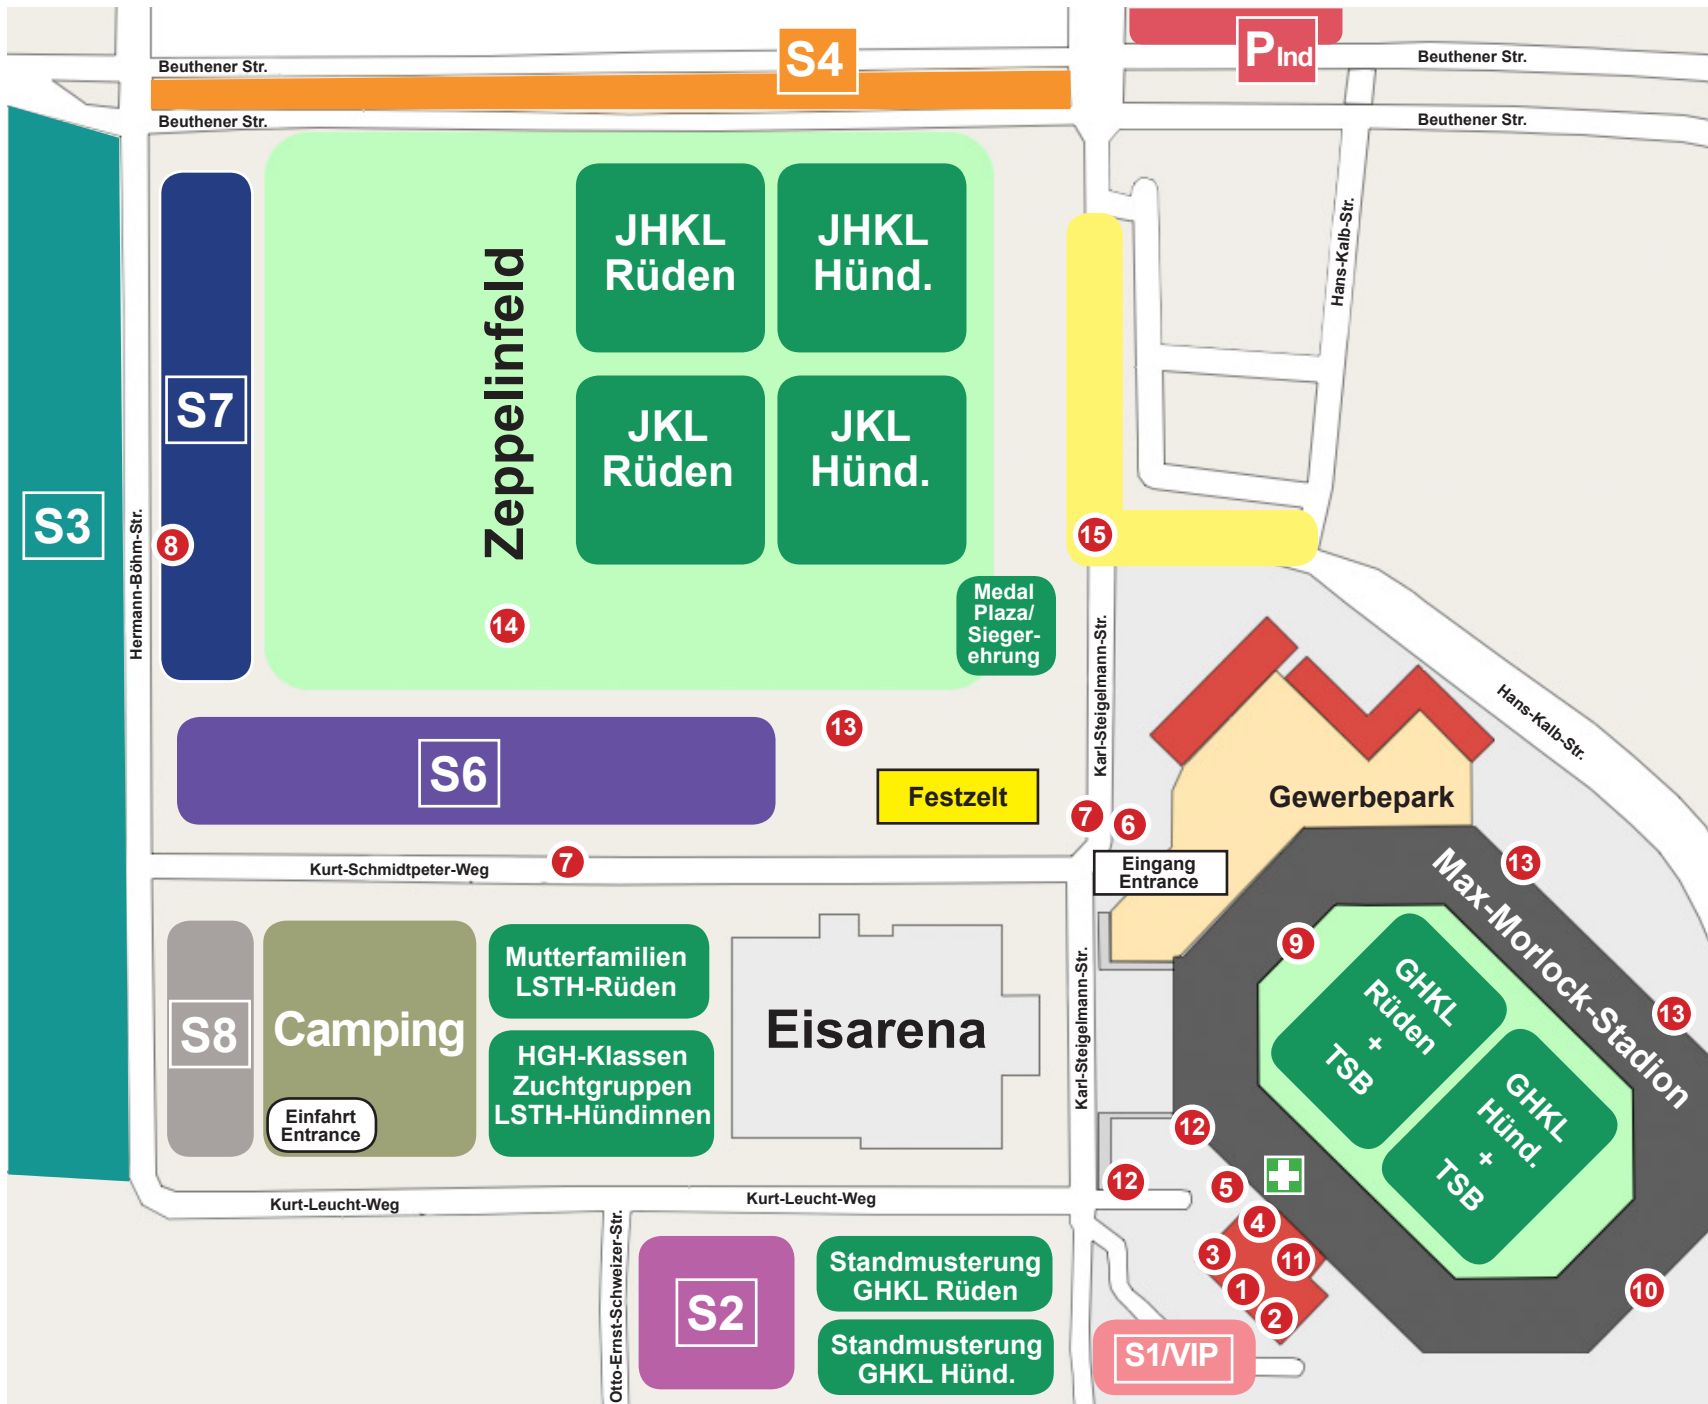 Beuthener Str.
S4
PInd
Beuthener Str.
Beuthener Str.
Beuthener Str.
JHKL
Rüden
JHKL
Hünd.
Hans-Kalb-Str.
Zeppelinfeld
S7
JKL
Rüden
JKL
Hünd.
S3
Hermann-Böhm-Str.
8
15
14
Medal
Plaza/
Sieger-
ehrung
Karl-Steigelmann-Str.
Hans-Kalb-Str.
13
S6
Festzelt
Gewerbepark
7
6
Kurt-Schmidtpeter-Weg
7
Eingang
Entrance
13
Max-Morlock-Stadion
9
13
S8
Camping
Einfahrt
Entrance
Mutterfamilien
LSTH-Rüden
HGH-Klassen
Zuchtgruppen
LSTH-Hündinnen
Eisarena
Karl-Steigelmann-Str.
GHKL
Rüden
+
TSB
GHKL
Hünd.
+
TSB
12
12
5
4
3
11
1
2
10
Kurt-Leucht-Weg
Kurt-Leucht-Weg
Otto-Ernst-Schweizer-Str.
S2
Standmusterung
GHKL Rüden
Standmusterung
GHKL Hünd.
S1/VIP